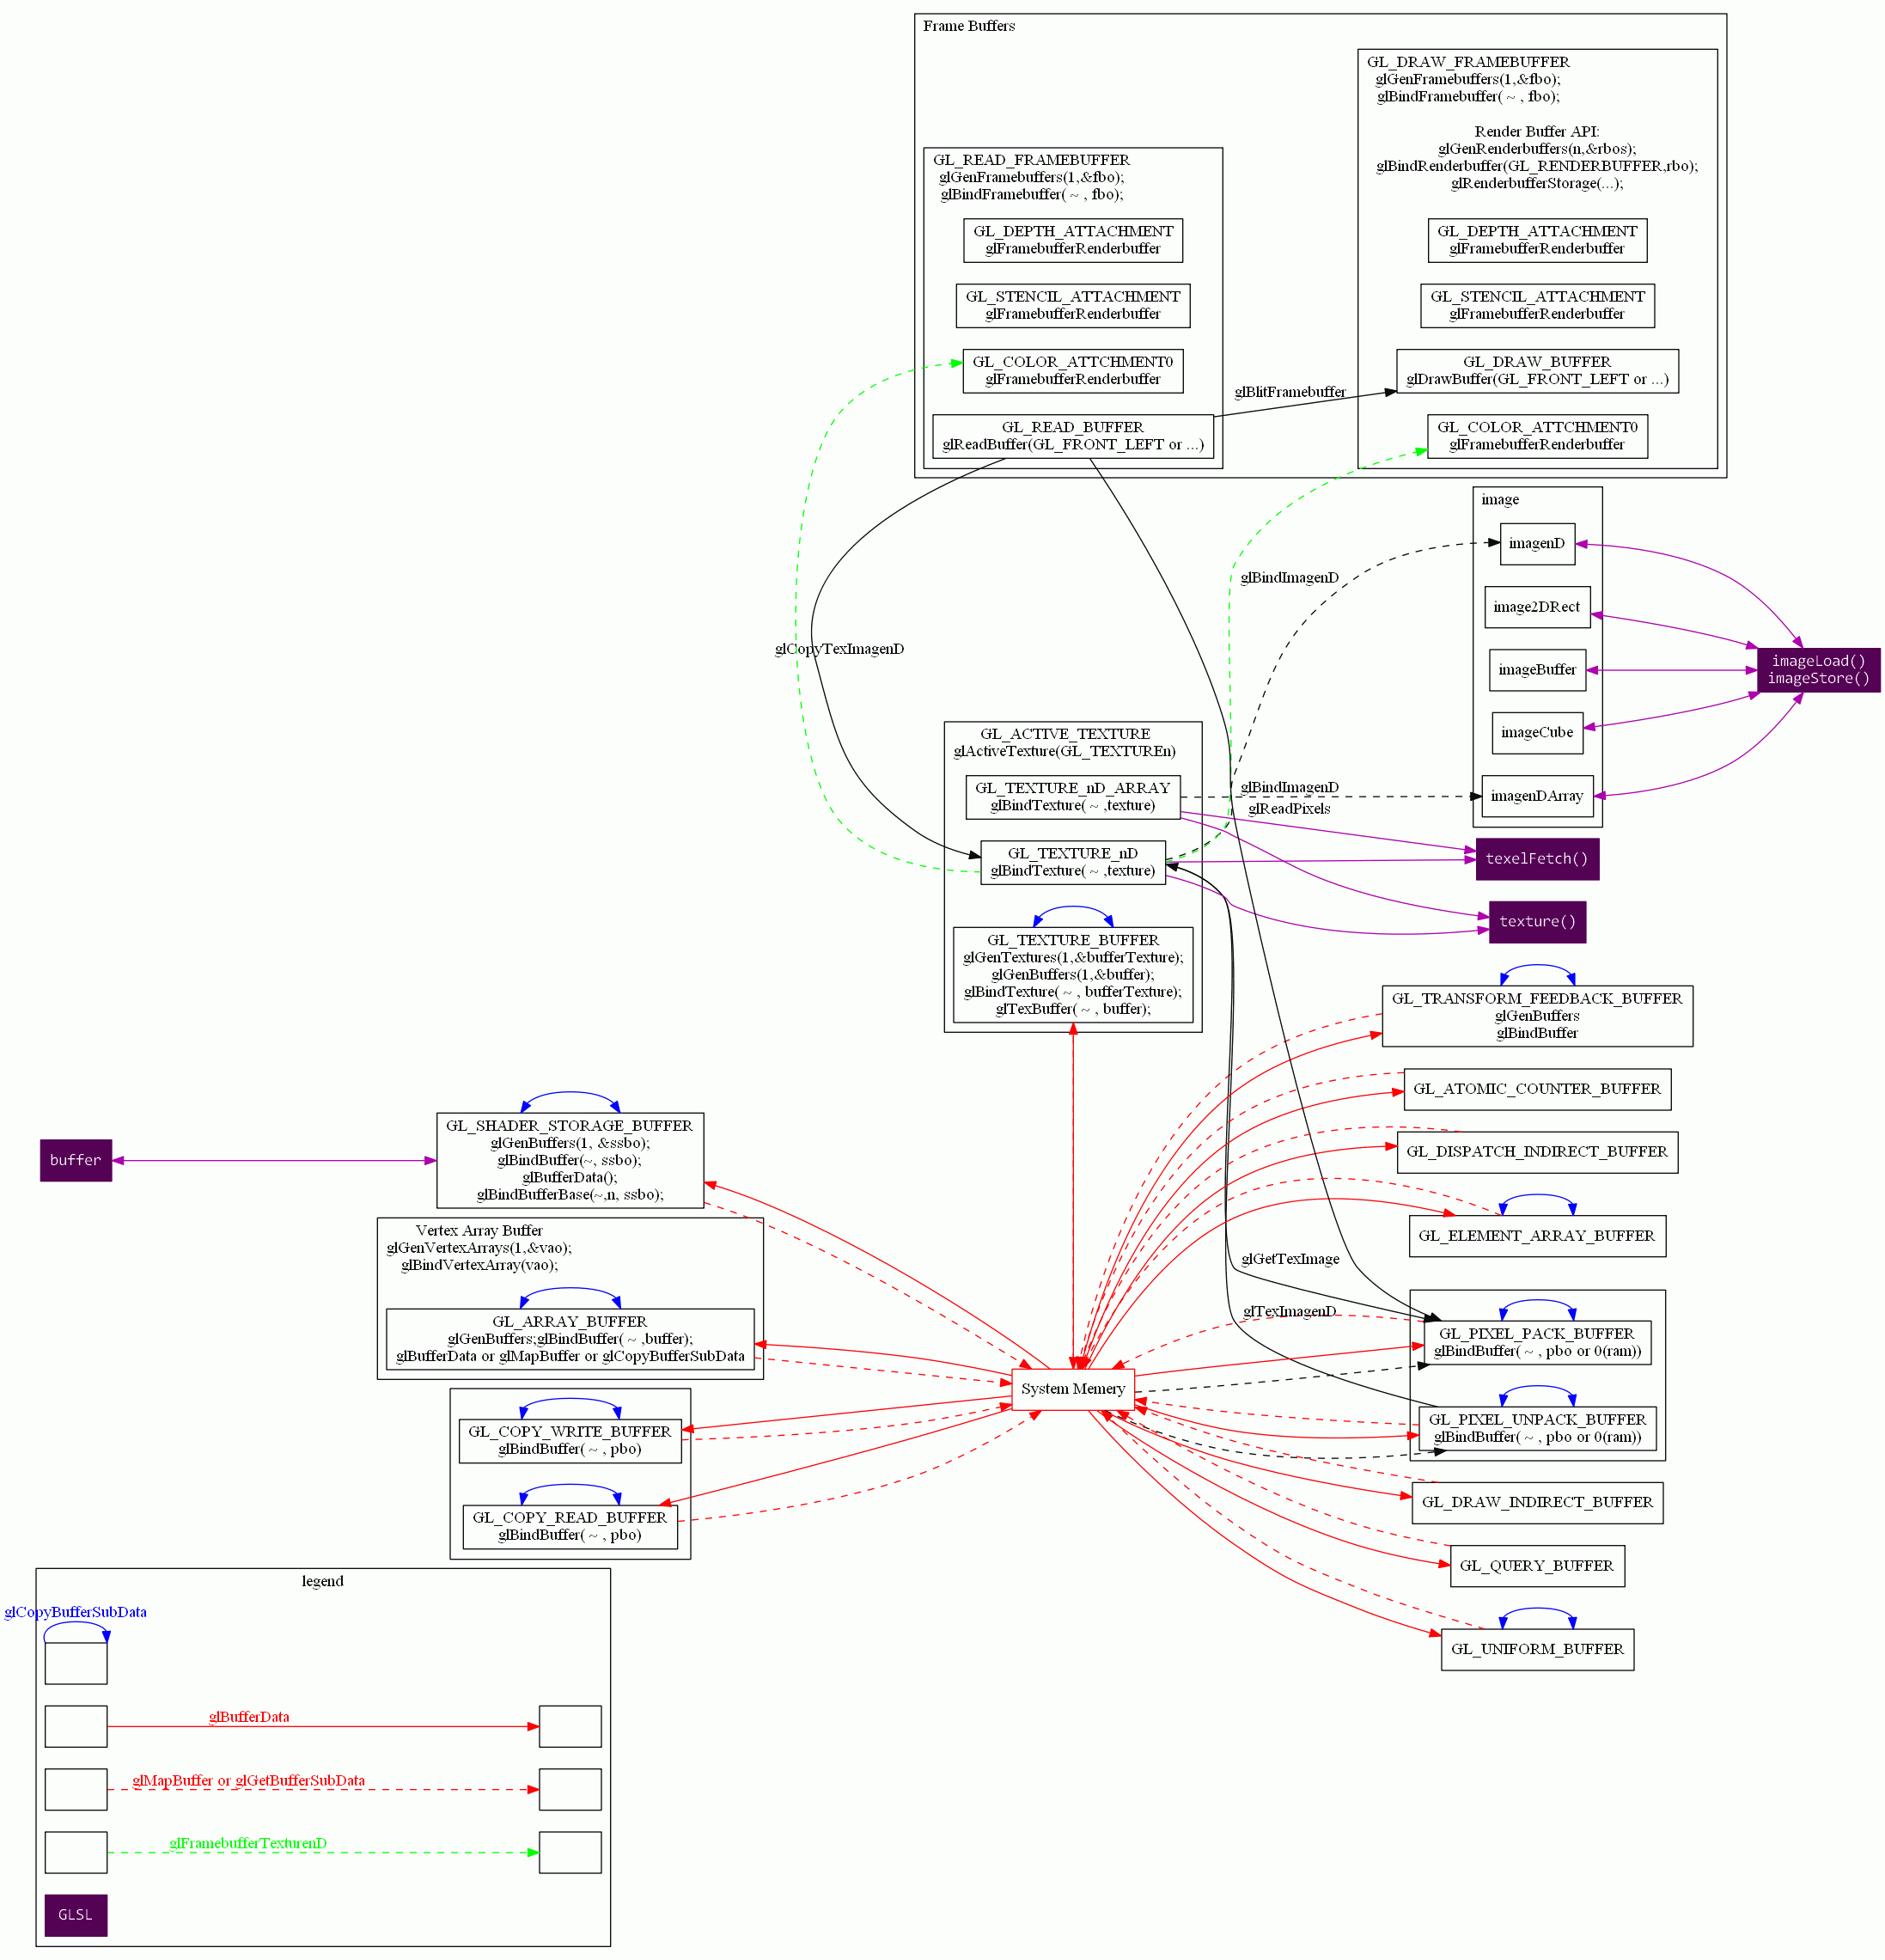 Frame Buffers
GL_DRAW_FRAMEBUFFER
glGenFramebuffers(1,&fbo);
glBindFramebuffer( ~ , fbo);
Render Buffer API:
glGenRenderbuffers(n,&rbos);
glBindRenderbuffer(GL_RENDERBUFFER,rbo);
glRenderbufferStorage(...);
GL_DEPTH_ATTACHMENT
glFramebufferRenderbuffer
GL_STENCIL_ATTACHMENT
glFramebufferRenderbuffer
GL_DRAW_BUFFER
glDrawBuffer(GL_FRONT_LEFT or ...)
GL_COLOR_ATTCHMENT0
glFramebufferRenderbuffer
GL_READ_FRAMEBUFFER
glGenFramebuffers(1,&fbo);
glBindFramebuffer( ~ , fbo);
GL_DEPTH_ATTACHMENT
glFramebufferRenderbuffer
GL_STENCIL_ATTACHMENT
glFramebufferRenderbuffer
GL_COLOR_ATTCHMENT0
glFramebufferRenderbuffer
GL_READ_BUFFER
glReadBuffer(GL_FRONT_LEFT or ...)
glBlitFramebuffer
image
imagenD
image2DRect
imageBuffer
imageCube
imagenDArray
imageLoad()
imageStore()
glBindImagenD
glCopyTexImagenD
GL_ACTIVE_TEXTURE
glActiveTexture(GL_TEXTUREn)
GL_TEXTURE_nD_ARRAY
glBindTexture( ~ ,texture)
GL_TEXTURE_nD
glBindTexture( ~ ,texture)
GL_TEXTURE_BUFFER
glGenTextures(1,&bufferTexture);
glGenBuffers(1,&buffer);
glBindTexture( ~ , bufferTexture);
glTexBuffer( ~ , buffer);
glBindImagenD
glReadPixels
texelFetch()
texture()
GL_TRANSFORM_FEEDBACK_BUFFER
glGenBuffers
glBindBuffer
GL_ATOMIC_COUNTER_BUFFER
GL_DISPATCH_INDIRECT_BUFFER
GL_ELEMENT_ARRAY_BUFFER
glGetTexImage
glTexImagenD
GL_PIXEL_PACK_BUFFER
glBindBuffer( ~ , pbo or 0(ram))
GL_PIXEL_UNPACK_BUFFER
glBindBuffer( ~ , pbo or 0(ram))
GL_DRAW_INDIRECT_BUFFER
GL_QUERY_BUFFER
GL_UNIFORM_BUFFER
System Memery
buffer
GL_SHADER_STORAGE_BUFFER
glGenBuffers(1, &ssbo);
glBindBuffer(~, ssbo);
glBufferData();
glBindBufferBase(~,n, ssbo);
Vertex Array Buffer
glGenVertexArrays(1,&vao);
glBindVertexArray(vao);
GL_ARRAY_BUFFER
glGenBuffers;glBindBuffer( ~ ,buffer);
glBufferData or glMapBuffer or glCopyBufferSubData
GL_COPY_WRITE_BUFFER
glBindBuffer( ~ , pbo)
GL_COPY_READ_BUFFER
glBindBuffer( ~ , pbo)
legend
glCopyBufferSubData
glBufferData
glMapBuffer or glGetBufferSubData
glFramebufferTexturenD
GLSL